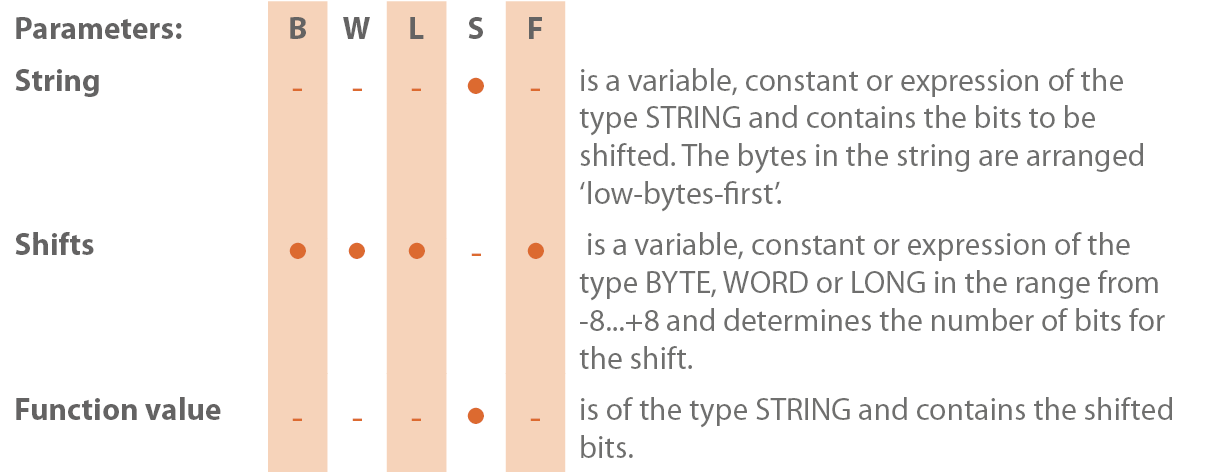 Parameters: B W L S F
String - - - ● - is a variable, constant or expression of the
type STRING and contains the bits to be
shifted. The bytes in the string are arranged
‘low-bytes-first’.
Shifts ● ● ● - ● is a variable, constant or expression of the
type BYTE, WORD or LONG in the range from
-8...+8 and determines the number of bits for
the shift.
Function value - - - ● - is of the type STRING and contains the shifted
bits.